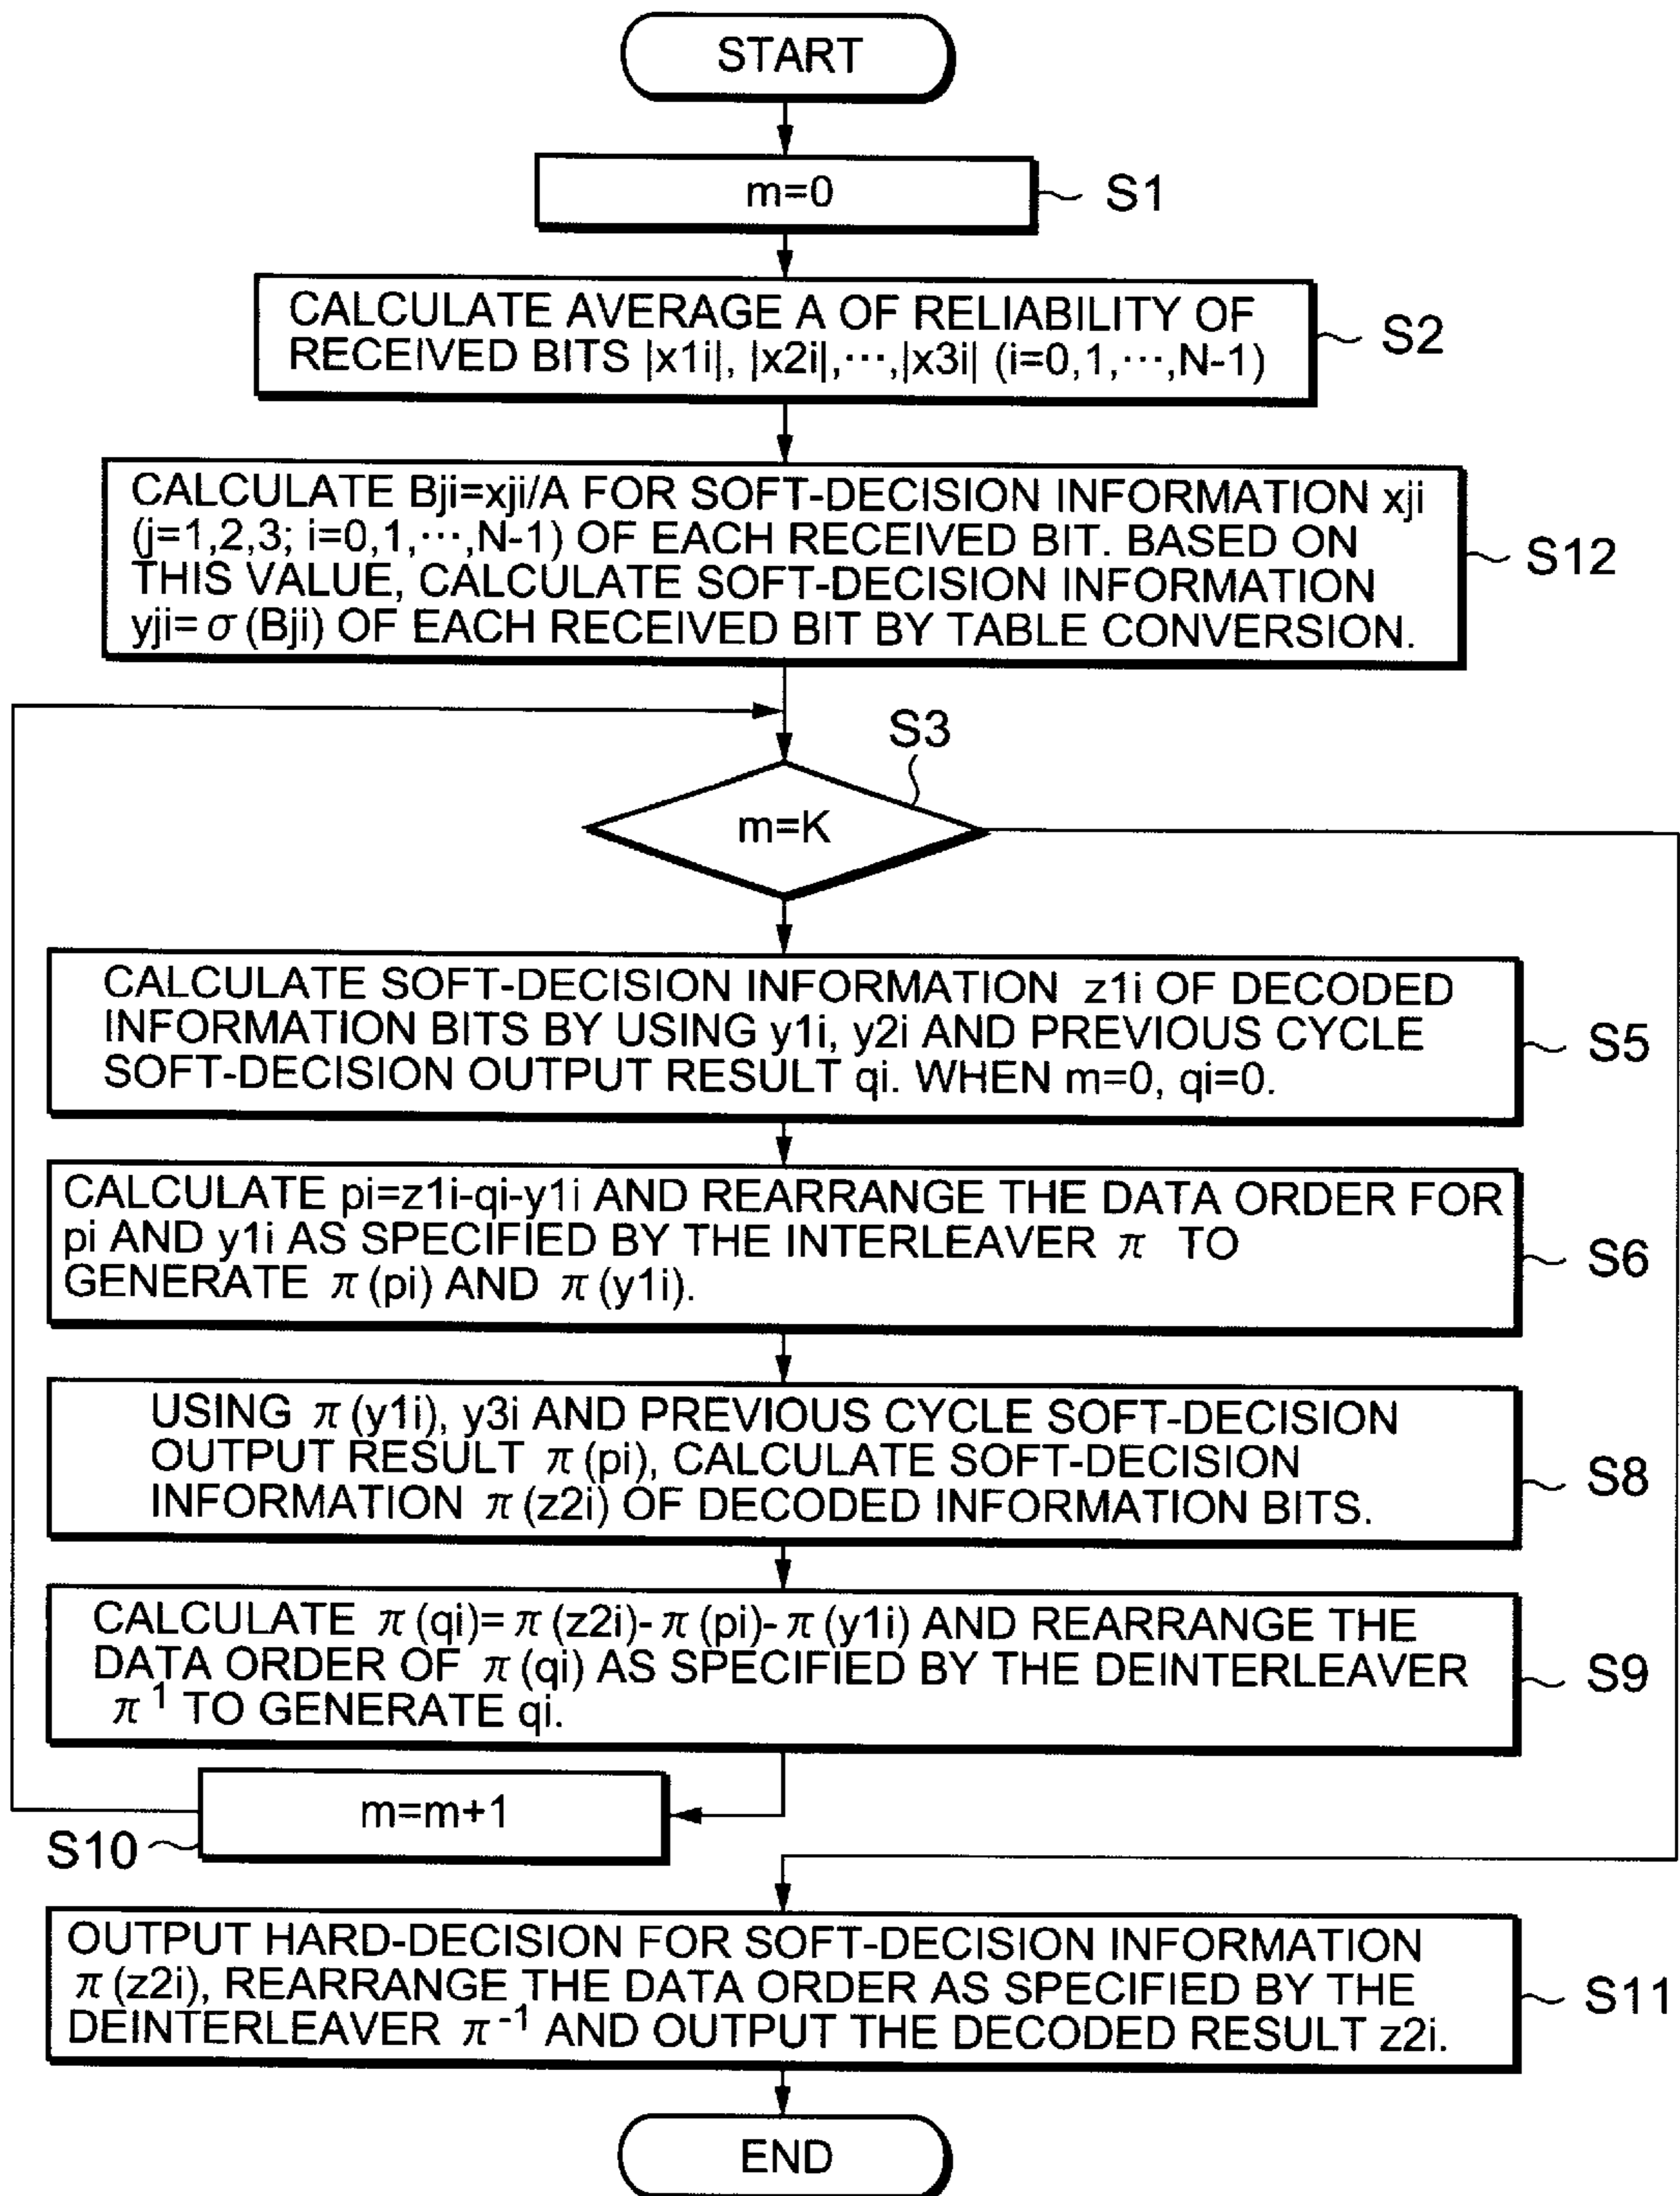 START
m=0
S1
CALCULATE AVERAGE A OF RELIABILITY OF
RECEIVED BITS |x1i|, |x2i|,···,|x3i| (i=0,1,···,N-1)
S2
CALCULATE Bji=xji/A FOR SOFT-DECISION INFORMATION xji
(j=1,2,3; i=0,1,···,N-1) OF EACH RECEIVED BIT. BASED ON
THIS VALUE, CALCULATE SOFT-DECISION INFORMATION
yji= σ (Bji) OF EACH RECEIVED BIT BY TABLE CONVERSION.
S12
S3
m=K
CALCULATE SOFT-DECISION INFORMATION z1i OF DECODED
INFORMATION BITS BY USING y1i, y2i AND PREVIOUS CYCLE
SOFT-DECISION OUTPUT RESULT qi. WHEN m=0, qi=0.
S5
CALCULATE pi=z1i-qi-y1i AND REARRANGE THE DATA ORDER FOR
pi AND y1i AS SPECIFIED BY THE INTERLEAVER π TO
GENERATE π (pi) AND π (y1i).
S6
USING π (y1i), y3i AND PREVIOUS CYCLE SOFT-DECISION
OUTPUT RESULT π (pi), CALCULATE SOFT-DECISION
INFORMATION π (z2i) OF DECODED INFORMATION BITS.
S8
CALCULATE π (qi)= π (z2i)- π (pi)- π (y1i) AND REARRANGE THE
DATA ORDER OF π (qi) AS SPECIFIED BY THE DEINTERLEAVER
π ¹ TO GENERATE qi.
S9
m=m+1
S10
OUTPUT HARD-DECISION FOR SOFT-DECISION INFORMATION
π (z2i), REARRANGE THE DATA ORDER AS SPECIFIED BY THE
DEINTERLEAVER π ⁻¹ AND OUTPUT THE DECODED RESULT z2i.
S11
END